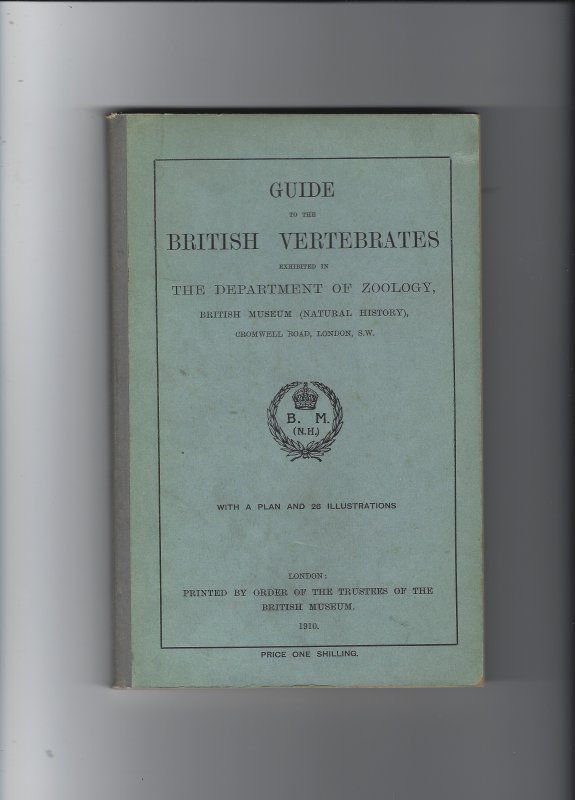 GUIDE
TO THE
BRITISH VERTEBRATES
EXHIBITED IN
THE DEPARTMENT OF ZOOLOGY,
BRITISH MUSEUM (NATURAL HISTORY),
CROMWELL ROAD, LONDON, S.W.
B. M.
(N.H.)
WITH A PLAN AND 26 ILLUSTRATIONS
LONDON:
PRINTED BY ORDER OF THE TRUSTEES OF THE
BRITISH MUSEUM.
1910.
PRICE ONE SHILLING.